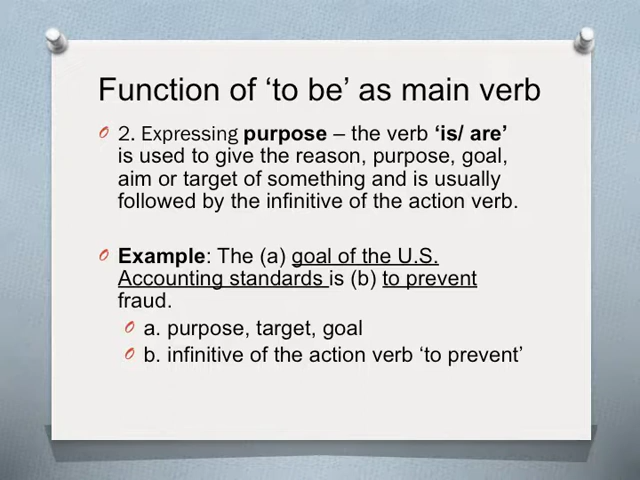 Function of ‘to be’ as main verb
2. Expressing purpose – the verb ‘is/ are’
is used to give the reason, purpose, goal,
aim or target of something and is usually
followed by the infinitive of the action verb.
Example: The (a) goal of the U.S.
Accounting standards is (b) to prevent
fraud.
a. purpose, target, goal
b. infinitive of the action verb ‘to prevent’